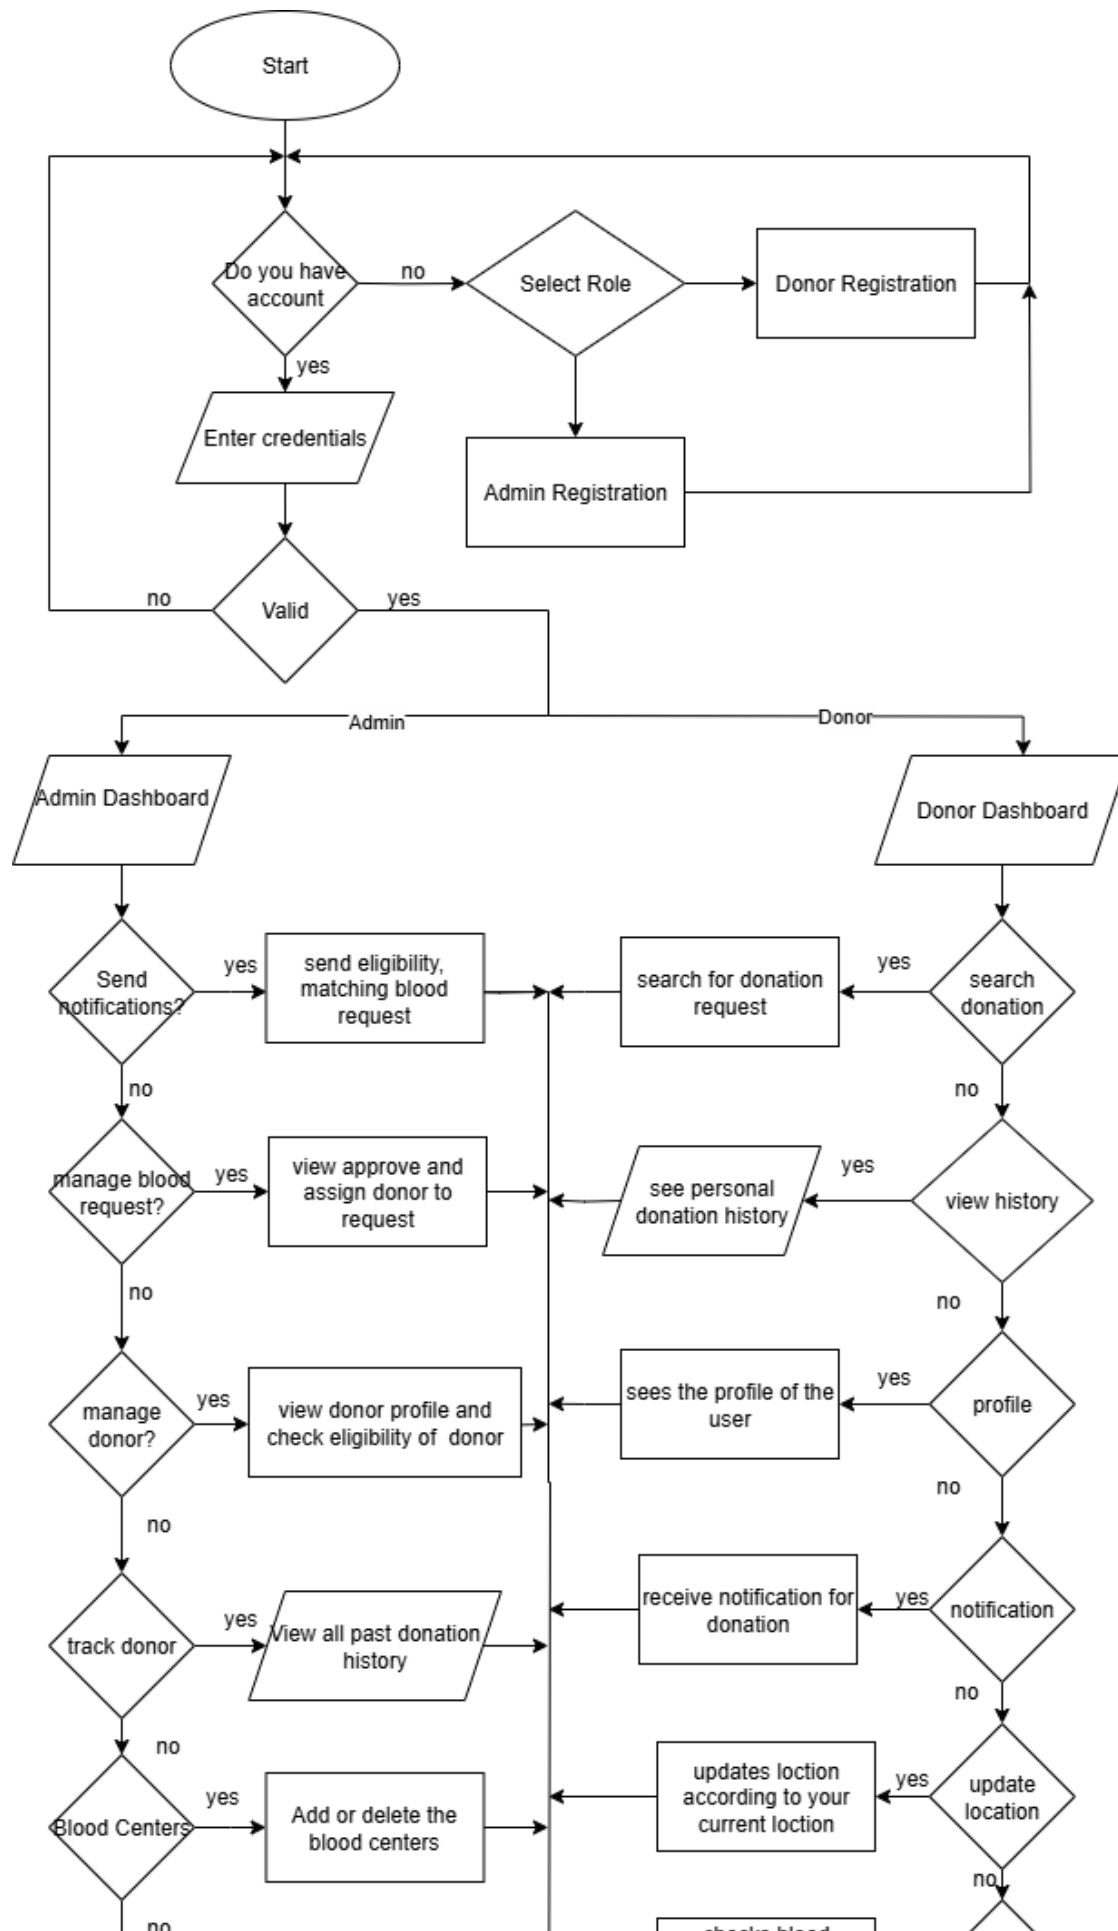 Start
Do you have
account
no
Select Role
Donor Registration
yes
Enter credentials
Admin Registration
no
Valid
yes
Admin
Donor
Admin Dashboard
Donor Dashboard
Send
notifications?
yes
send eligibility,
matching blood
request
search for donation
request
yes
search
donation
no
no
manage blood
request?
yes
view approve and
assign donor to
request
see personal
donation history
yes
view history
no
no
manage
donor?
yes
view donor profile and
check eligibility of donor
sees the profile of the
user
yes
profile
no
no
track donor
yes
View all past donation
history
receive notification for
donation
yes
notification
no
no
Blood Centers
yes
Add or delete the
blood centers
updates loction
according to your
current loction
yes
update
location
no
no
checks blood